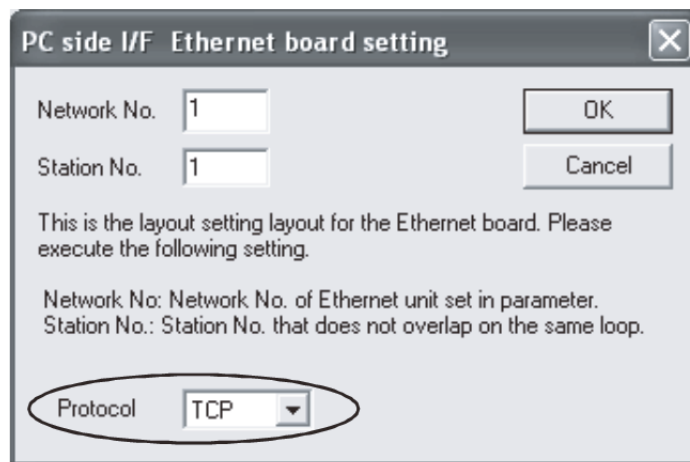 PC side I/F  Ethernet board setting
Network No. 1
OK
Station No. 1
Cancel
This is the layout setting layout for the Ethernet board. Please
execute the following setting.
Network No: Network No. of Ethernet unit set in parameter.
Station No.: Station No. that does not overlap on the same loop.
Protocol TCP